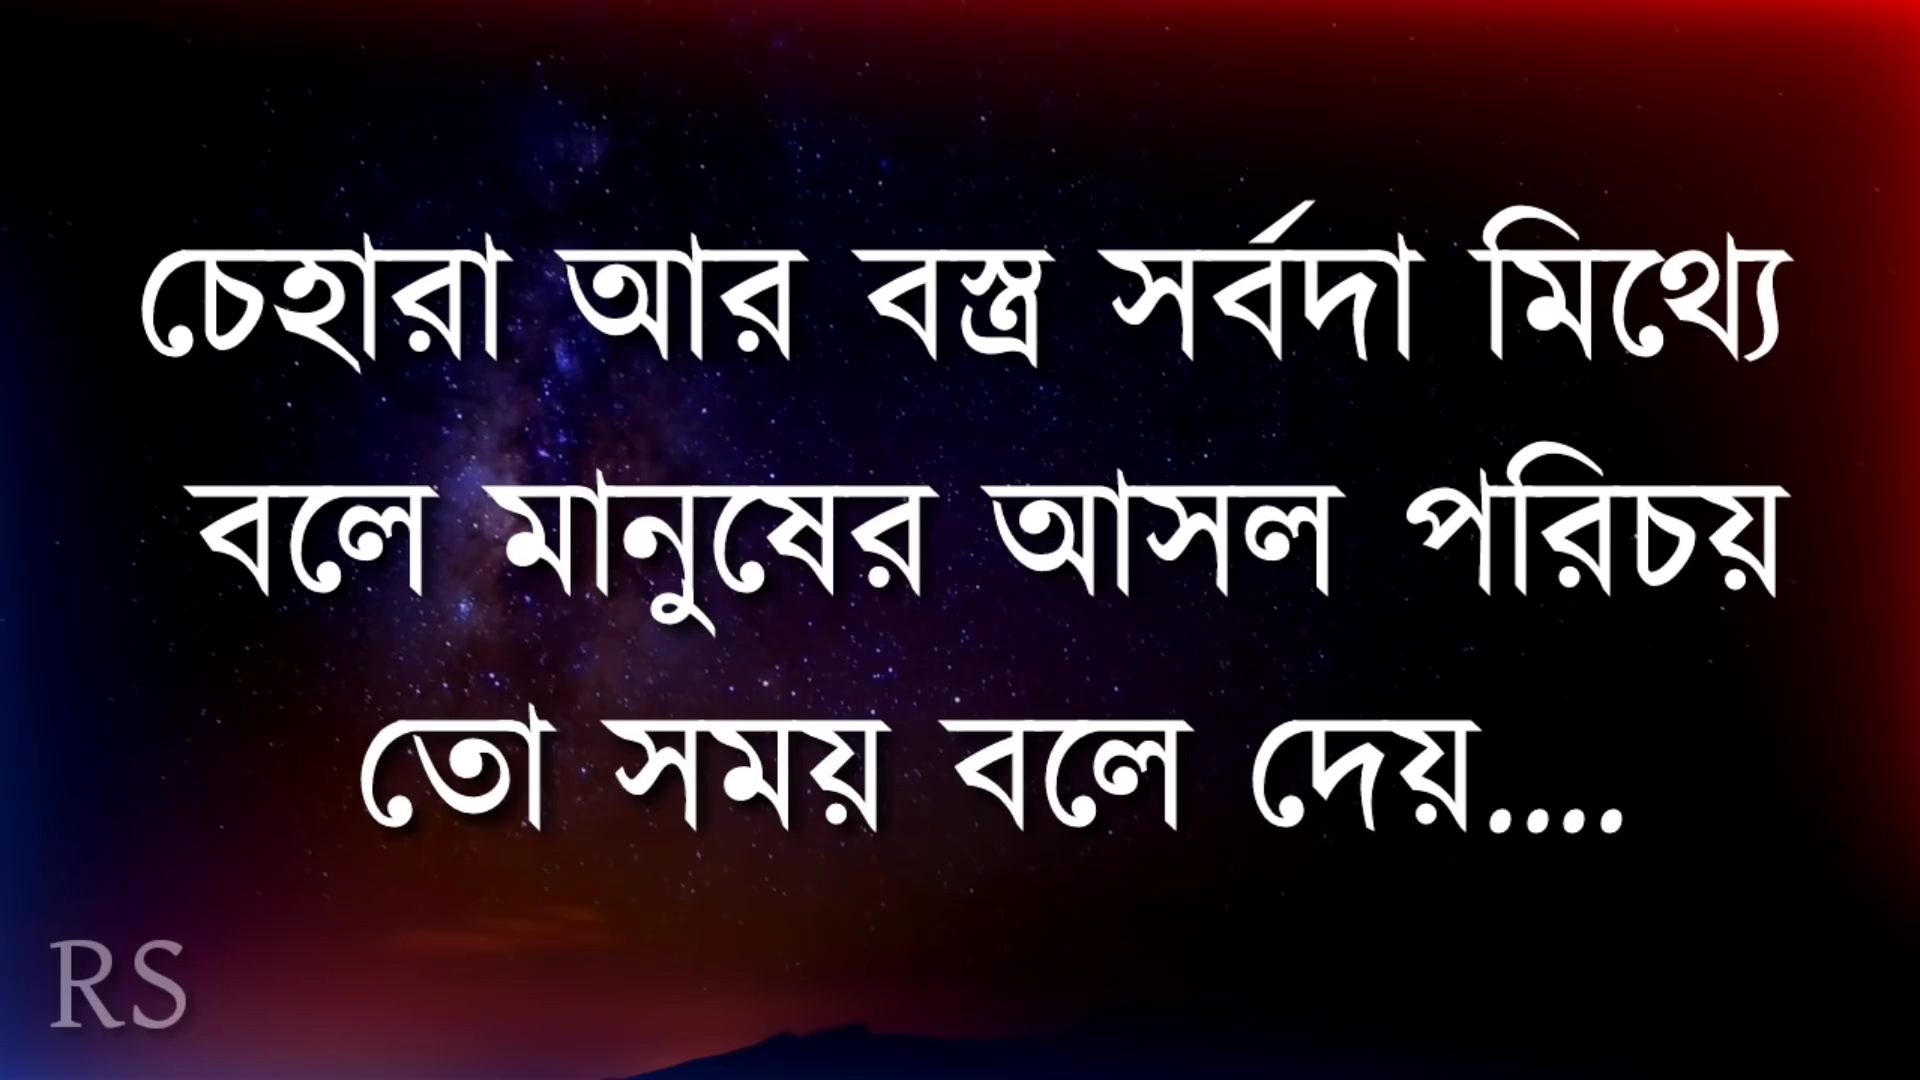 চেহারা আর বস্ত্র সর্বদা মিথ্যে
বলে মানুষের আসল পরিচয়
তো সময় বলে দেয়....
RS